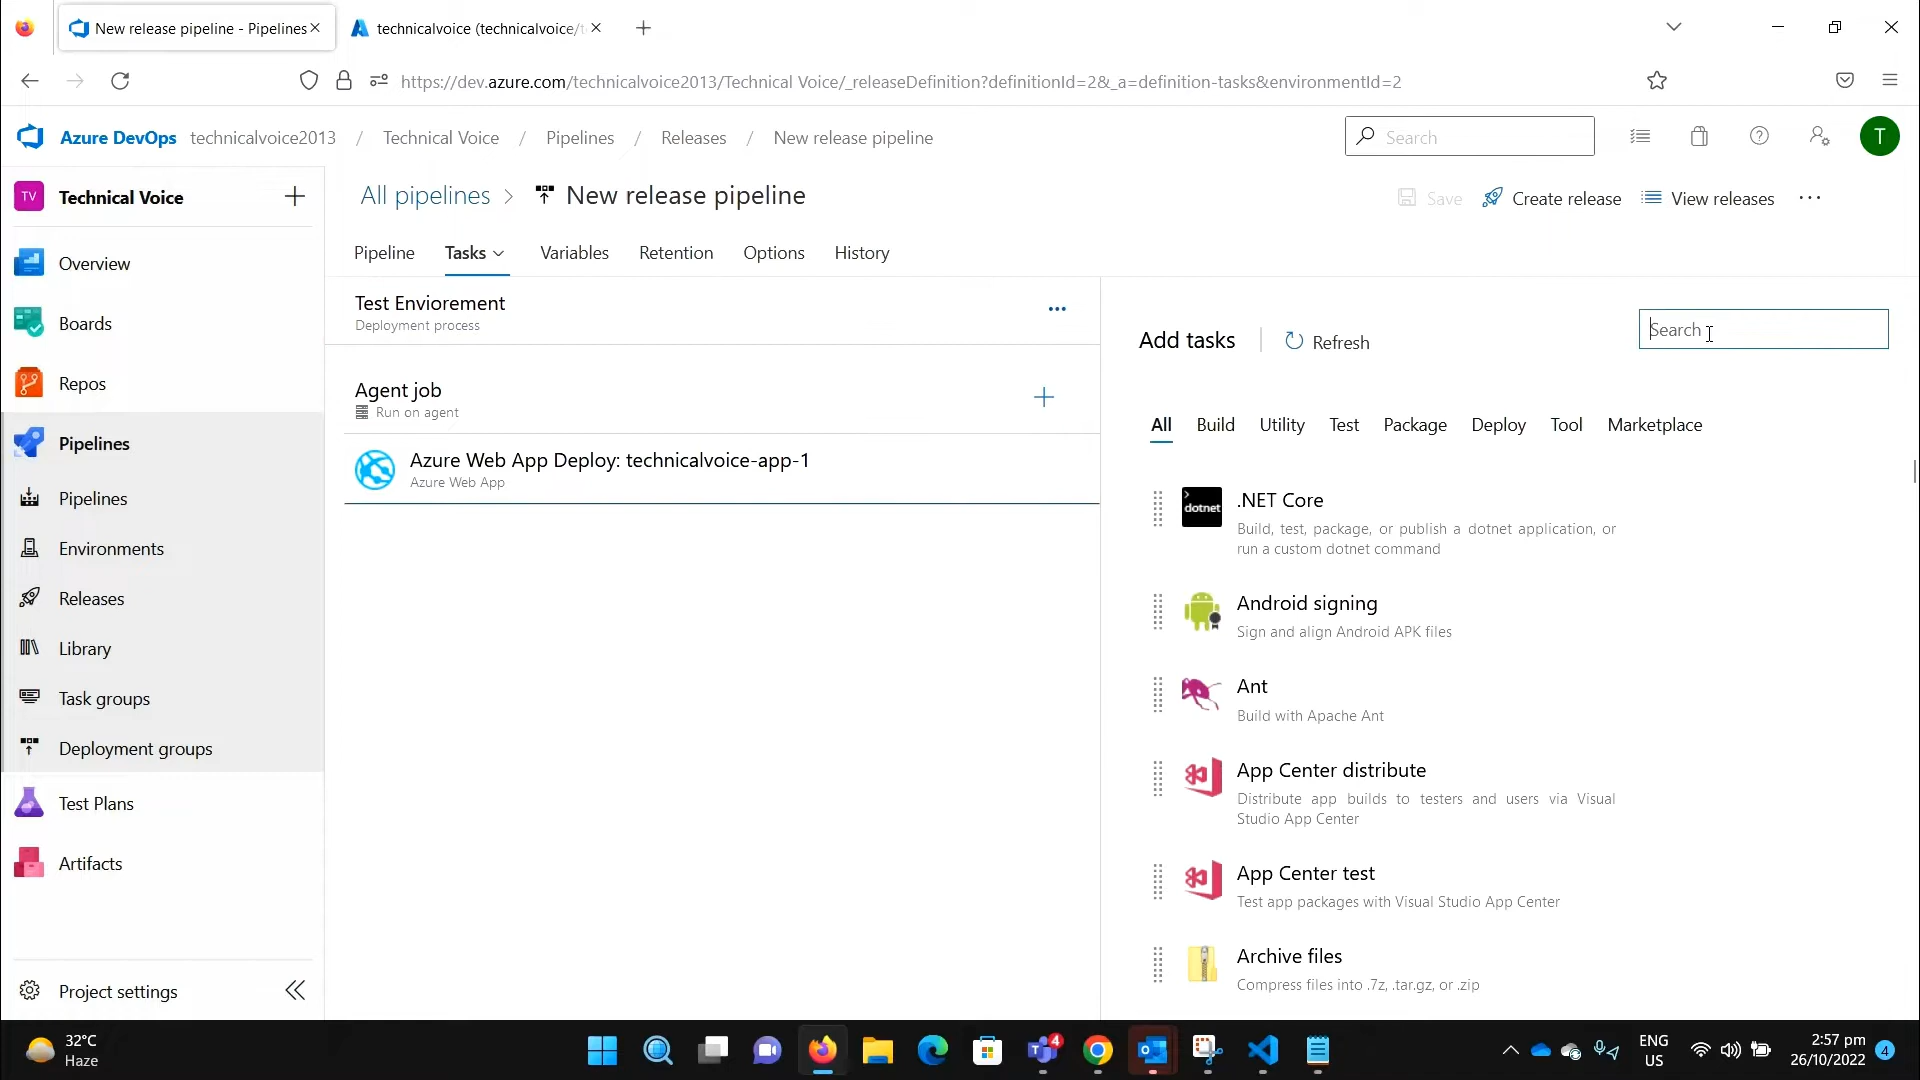 New release pipeline - Pipelines
technicalvoice (technicalvoice/t
https://dev.azure.com/technicalvoice2013/Technical Voice/_releaseDefinition?definitionId=2&_a=definition-tasks&environmentId=2
Azure DevOps technicalvoice2013 / Technical Voice / Pipelines / Releases / New release pipeline
Search
T
TV Technical Voice
Overview
Boards
Repos
Pipelines
Pipelines
Environments
Releases
Library
Task groups
Deployment groups
Test Plans
Artifacts
Project settings
All pipelines > New release pipeline
Save Create release View releases ...
Pipeline Tasks Variables Retention Options History
Test Enviorement
Deployment process
Agent job
Run on agent
Azure Web App Deploy: technicalvoice-app-1
Azure Web App
Add tasks Refresh
Search
All Build Utility Test Package Deploy Tool Marketplace
dotnet
.NET Core
Build, test, package, or publish a dotnet application, or
run a custom dotnet command
Android signing
Sign and align Android APK files
Ant
Build with Apache Ant
App Center distribute
Distribute app builds to testers and users via Visual
Studio App Center
App Center test
Test app packages with Visual Studio App Center
Archive files
Compress files into .7z, .tar.gz, or .zip
32°C
Haze
4
ENG
US
2:57 pm
26/10/2022
4